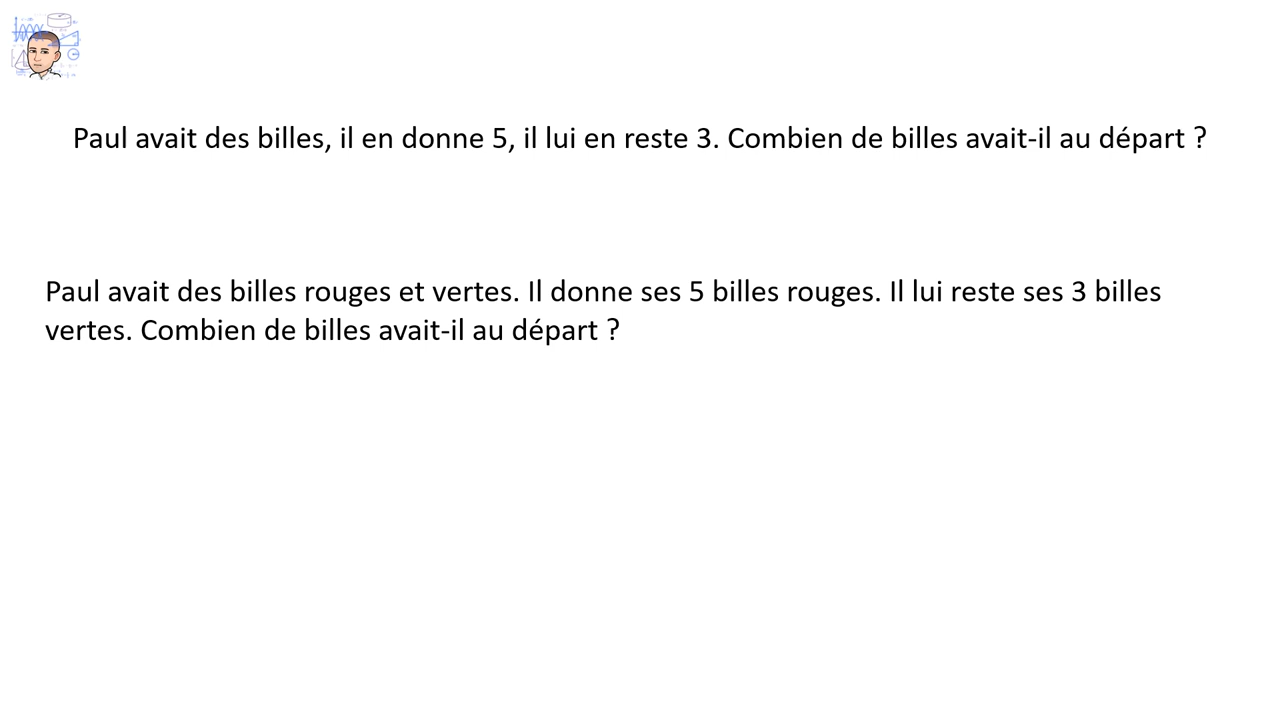 Paul avait des billes, il en donne 5, il lui en reste 3. Combien de billes avait-il au départ ?
Paul avait des billes rouges et vertes. Il donne ses 5 billes rouges. Il lui reste ses 3 billes
vertes. Combien de billes avait-il au départ ?